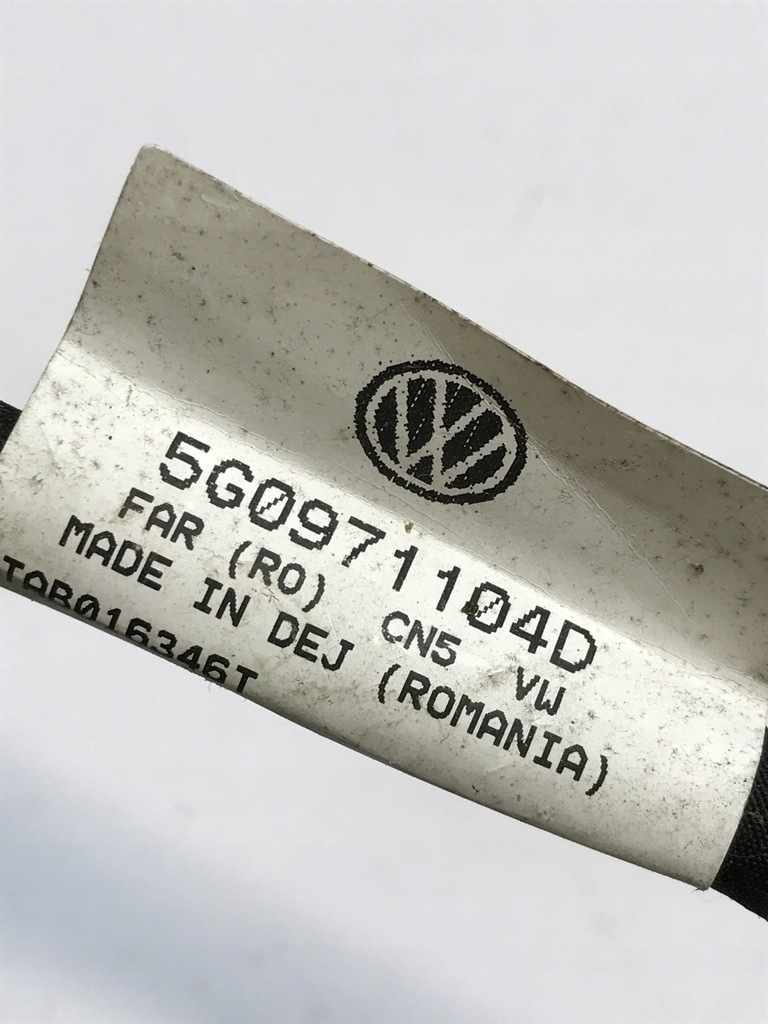 5G0971104D
FAR (RO) CN5 VW
MADE IN DEJ (ROMANIA)
TAB016346T